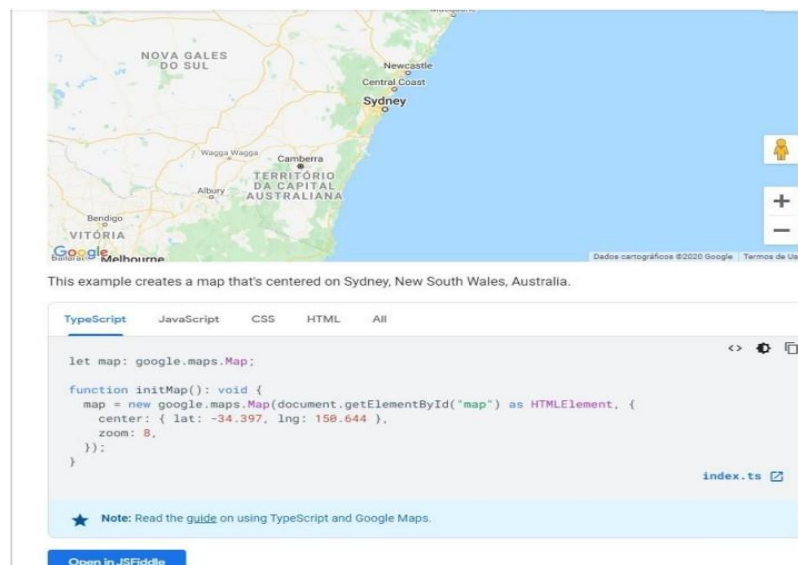 NOVA GALES
DO SUL
Newcastle
Central Coast
Sydney
Wagga Wagga
Camberra
TERRITÓRIO
DA CAPITAL
AUSTRALIANA
Albury
Bendigo
VITÓRIA
Google
Melbourne
Dados cartográficos ©2020 Google Termos de Us
This example creates a map that's centered on Sydney, New South Wales, Australia.
TypeScript JavaScript CSS HTML All
let map: google.maps.Map;
function initMap(): void {
map = new google.maps.Map(document.getElementById("map") as HTMLElement, {
center: { lat: -34.397, lng: 150.644 },
zoom: 8,
});
}
index.ts
Note: Read the guide on using TypeScript and Google Maps.
Open in JSFiddle